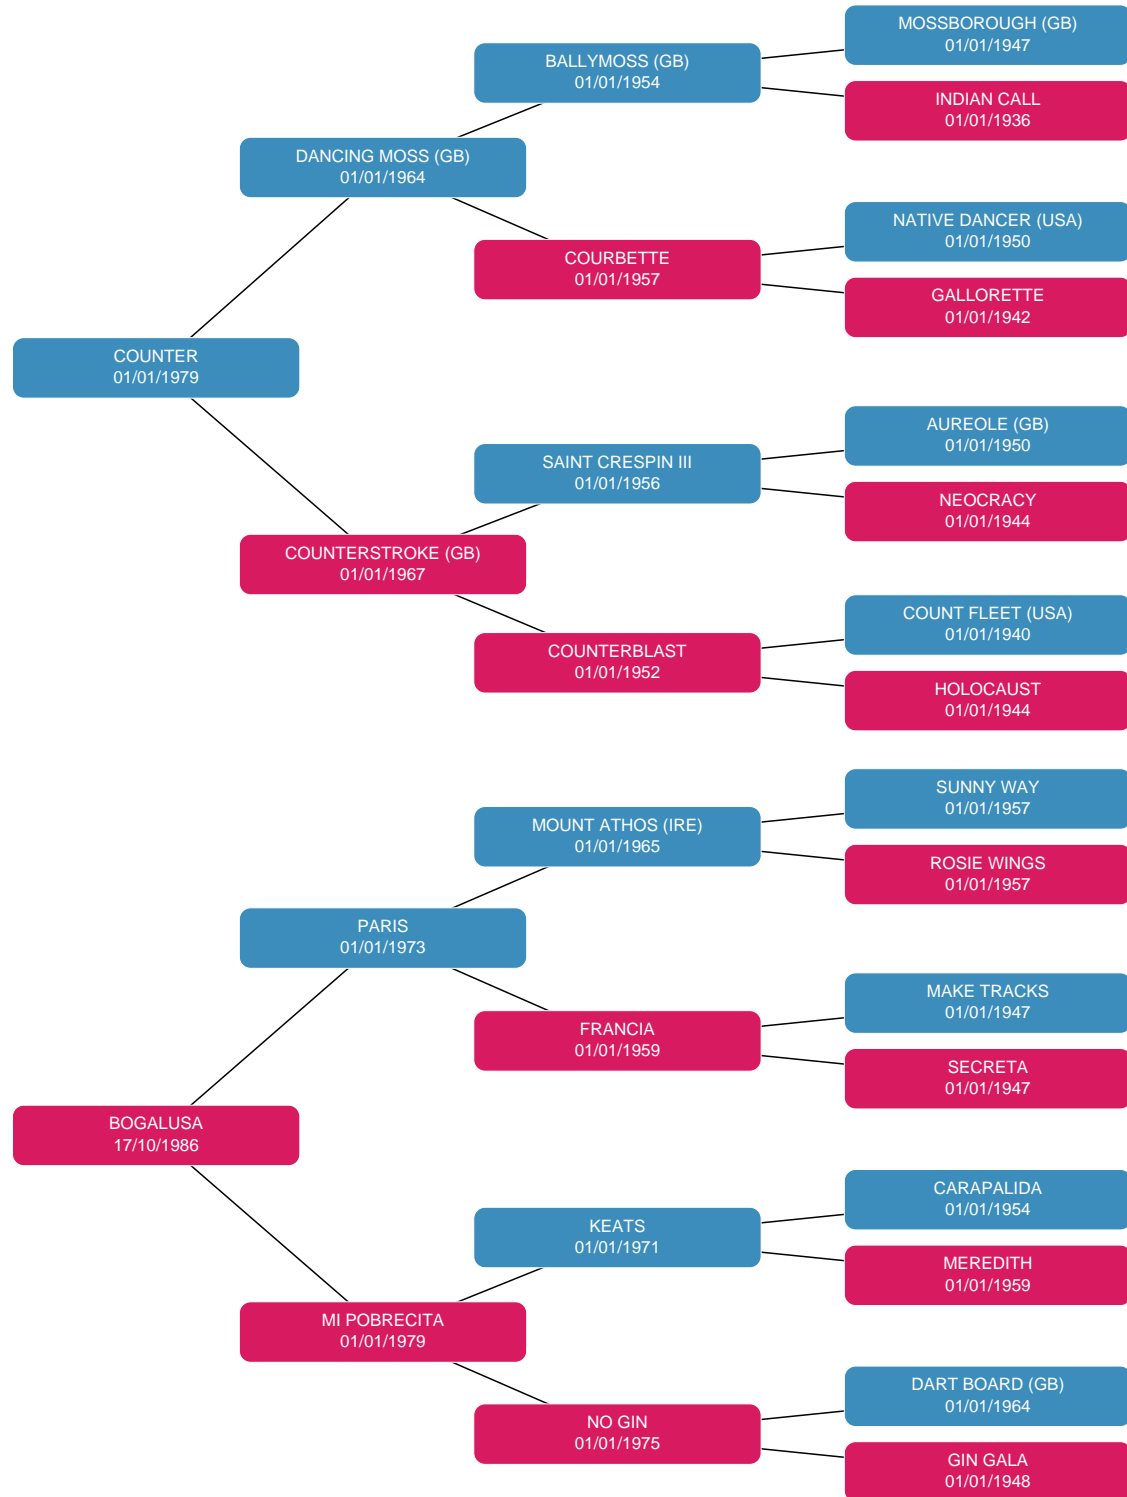 MOSSBOROUGH (GB)
01/01/1947
BALLYMOSS (GB)
01/01/1954
INDIAN CALL
01/01/1936
DANCING MOSS (GB)
01/01/1964
NATIVE DANCER (USA)
01/01/1950
COURBETTE
01/01/1957
GALLORETTE
01/01/1942
COUNTER
01/01/1979
AUREOLE (GB)
01/01/1950
SAINT CRESPIN III
01/01/1956
NEOCRACY
01/01/1944
COUNTERSTROKE (GB)
01/01/1967
COUNT FLEET (USA)
01/01/1940
COUNTERBLAST
01/01/1952
HOLOCAUST
01/01/1944
SUNNY WAY
01/01/1957
MOUNT ATHOS (IRE)
01/01/1965
ROSIE WINGS
01/01/1957
PARIS
01/01/1973
MAKE TRACKS
01/01/1947
FRANCIA
01/01/1959
SECRETA
01/01/1947
BOGALUSA
17/10/1986
CARAPALIDA
01/01/1954
KEATS
01/01/1971
MEREDITH
01/01/1959
MI POBRECITA
01/01/1979
DART BOARD (GB)
01/01/1964
NO GIN
01/01/1975
GIN GALA
01/01/1948